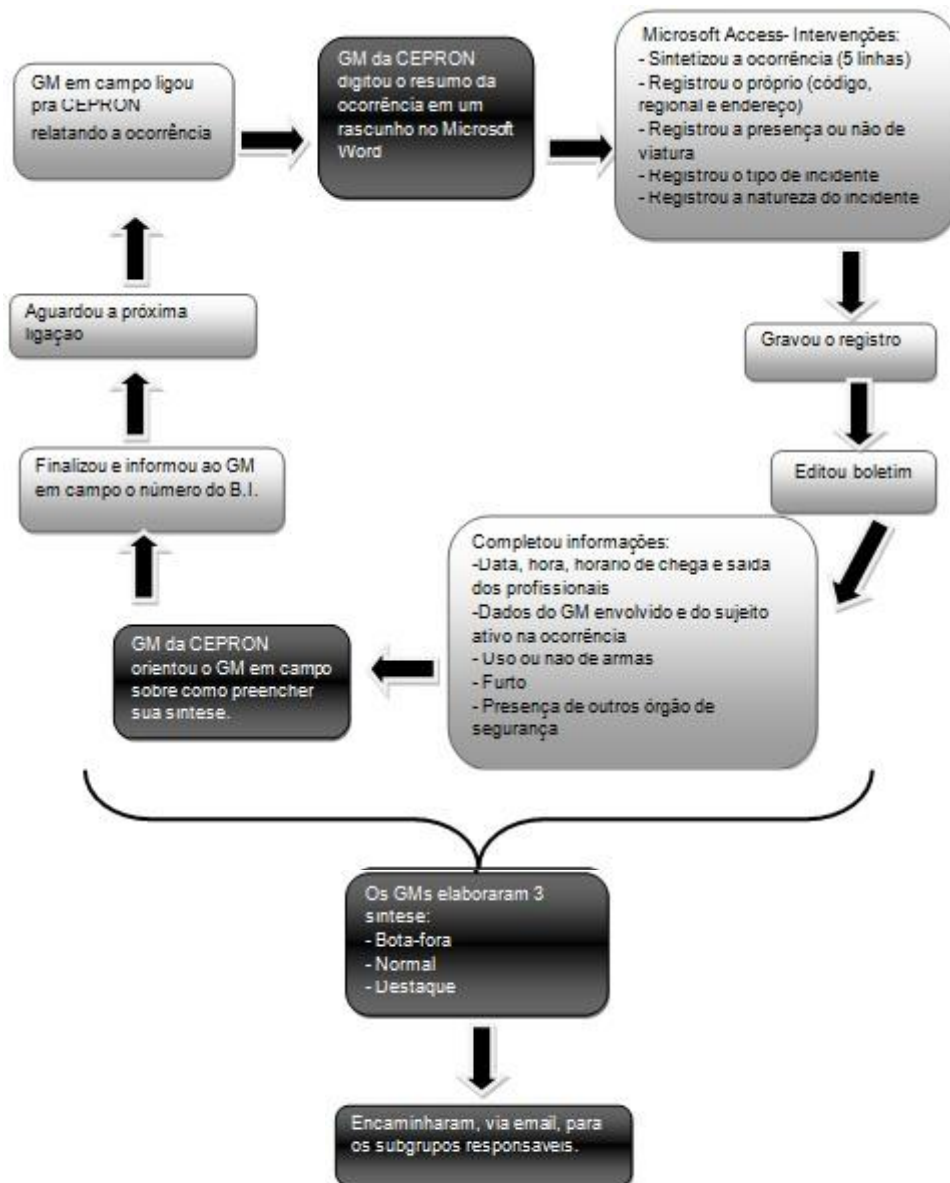 GM em campo ligou
pra CEPRON
relatando a ocorrência
GM da CEPRON
digitou o resumo da
ocorrência em um
rascunho no Microsoft
Word
Microsoft Access- Intervenções:
- Sintetizou a ocorrência (5 linhas)
- Registrou o próprio (código,
regional e endereço)
- Registrou a presença ou não de
viatura
- Registrou o tipo de incidente
- Registrou a natureza do incidente
Gravou o registro
Editou boletim
Completou informações:
-Data, hora, horário de chega e saída
dos profissionais
-Dados do GM envolvido e do sujeito
ativo na ocorrência
- Uso ou não de armas
- Furto
- Presença de outros órgão de
segurança
GM da CEPRON
orientou o GM em campo
sobre como preencher
sua síntese.
Finalizou e informou ao GM
em campo o número do B.I.
Aguardou a próxima
ligação
Os GMs elaboraram 3
síntese:
- Bota-fora
- Normal
- Destaque
Encaminharam, via email, para
os subgrupos responsáveis.